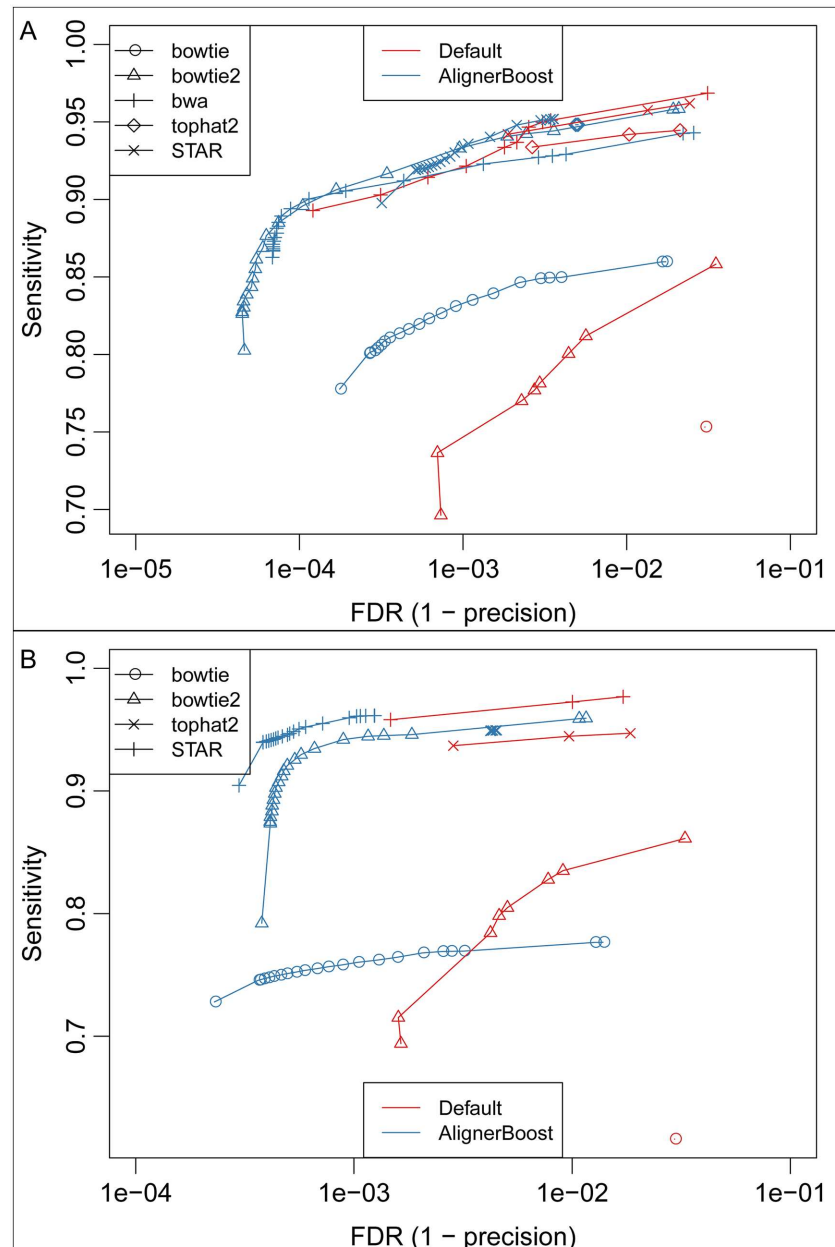 A
bowtie
bowtie2
bwa
tophat2
STAR
Default
AlignerBoost
Sensitivity
1.00
0.95
0.90
0.85
0.80
0.75
0.70
1e−05
1e−04
1e−03
1e−02
1e−01
FDR (1 − precision)
B
bowtie
bowtie2
tophat2
STAR
Sensitivity
1.0
0.9
0.8
0.7
Default
AlignerBoost
1e−04
1e−03
1e−02
1e−01
FDR (1 − precision)